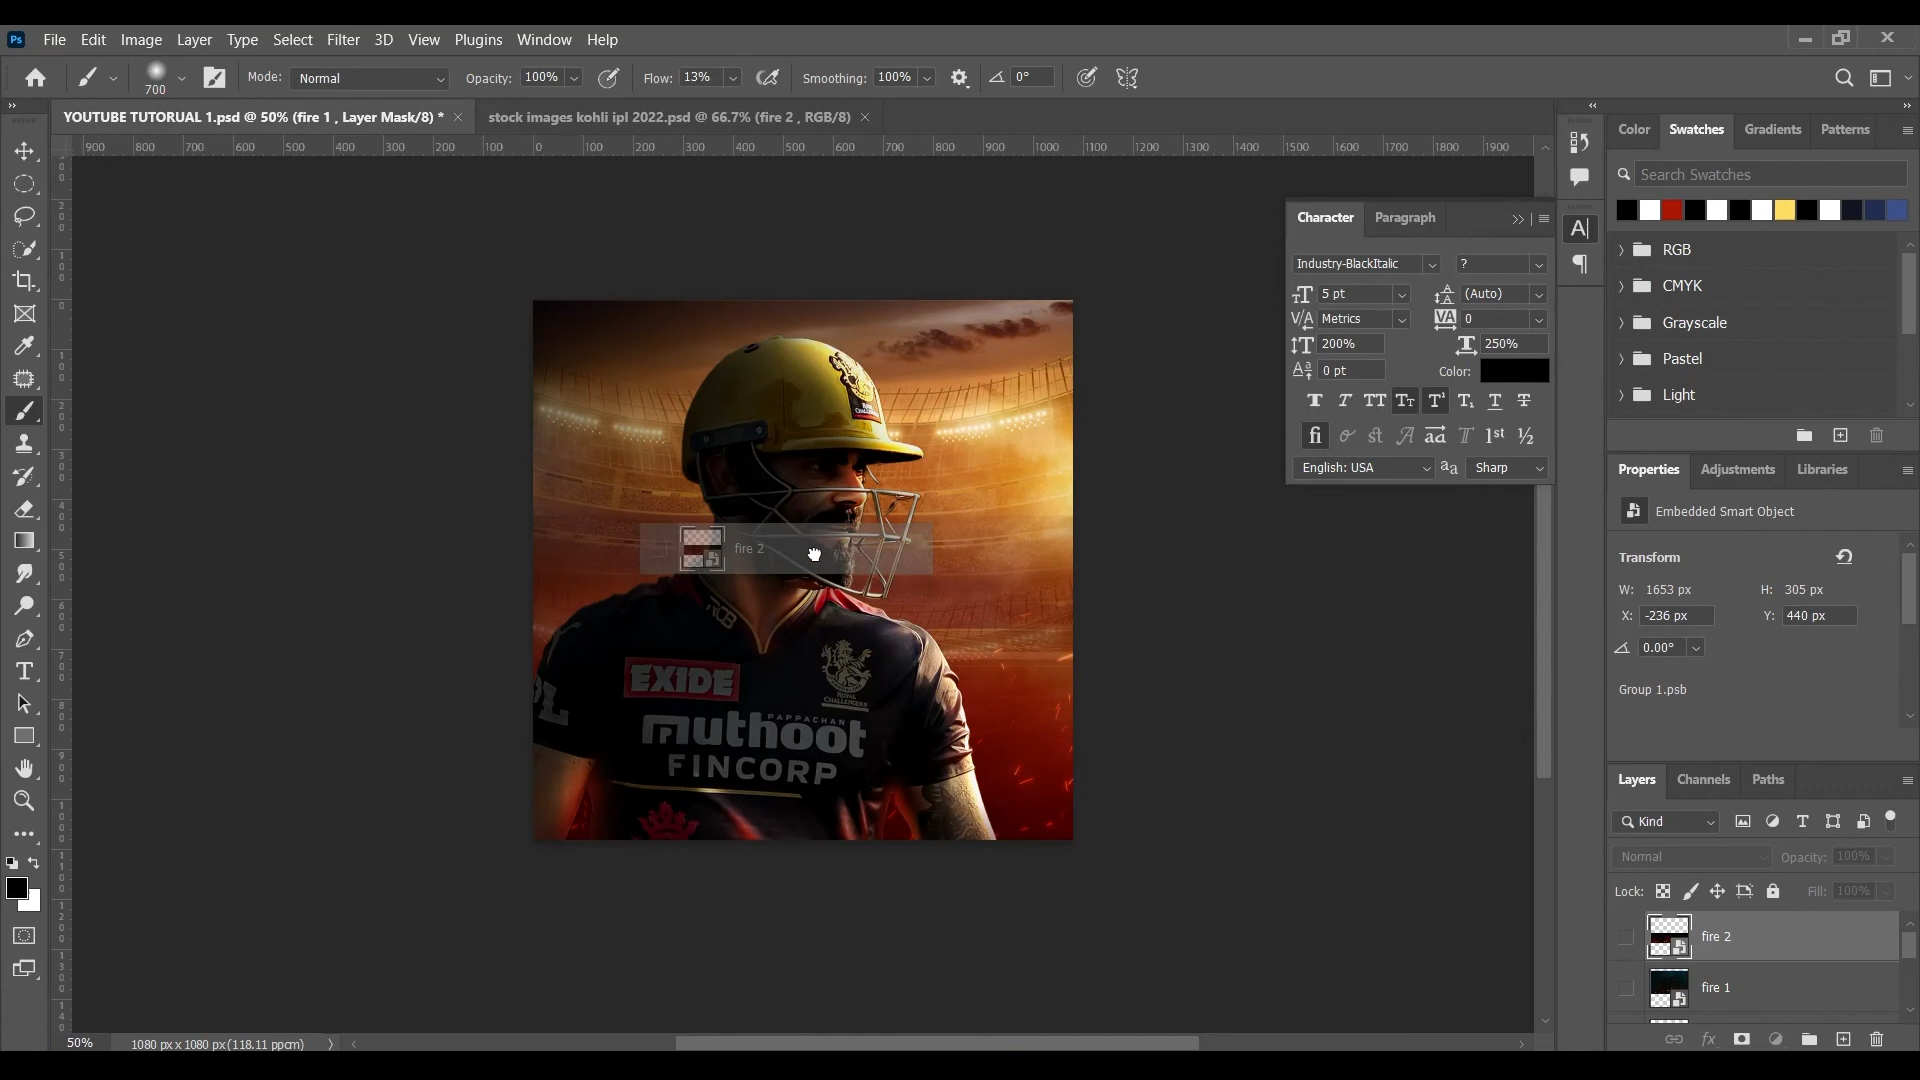 Ps File Edit Image Layer Type Select Filter 3D View Plugins Window Help
700 Mode: Normal Opacity: 100% Flow: 13% Smoothing: 100% 0°
YOUTUBE TUTORUAL 1.psd @ 50% (fire 1 , Layer Mask/8) * stock images kohli ipl 2022.psd @ 66.7% (fire 2 , RGB/8)
900 800 700 600 500 400 300 200 100 0 100 200 300 400 500 600 700 800 900 1000 1100 1200 1300 1400 1500 1600 1700 1800 1900
Color Swatches Gradients Patterns
Search Swatches
RGB
CMYK
Grayscale
Pastel
Light
Character Paragraph
Industry-BlackItalic ?
5 pt (Auto)
Metrics 0
200% 250%
0 pt Color:
English: USA Sharp
Properties Adjustments Libraries
Embedded Smart Object
Transform
W: 1653 px H: 305 px
X: -236 px Y: 440 px
0.00°
Group 1.psb
fire 2
EXIDE
ROYAL
CHALLENGERS
PAPPACHAN
muthoot
FINCORP
Layers Channels Paths
Kind
Normal Opacity: 100%
Lock: Fill: 100%
fire 2
fire 1
50% 1080 px x 1080 px (118.11 ppcm)